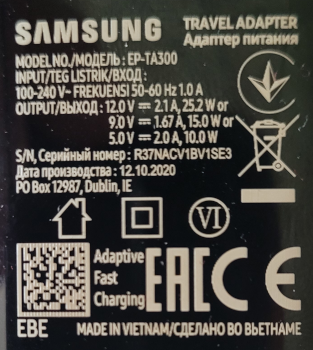 SAMSUNG
TRAVEL ADAPTER
Адаптер питания
MODEL NO./МОДЕЛЬ : EP-TA300
INPUT/TEG LISTRIK/ВХОД :
100-240 V~ FREKUENSI 50-60 Hz 1.0 A
OUTPUT/ВЫХОД : 12.0 V ⎓ 2.1 A, 25.2 W or
9.0 V ⎓ 1.67 A, 15.0 W or
5.0 V ⎓ 2.0 A, 10.0 W
S/N, Серийный номер : R37NACV1BV1SE3
Дата производства : 12.10.2020
PO Box 12987, Dublin, IE
VI
Adaptive
Fast
Charging
EAC CE
EBE
MADE IN VIETNAM/СДЕЛАНО ВО ВЬЕТНАМЕ